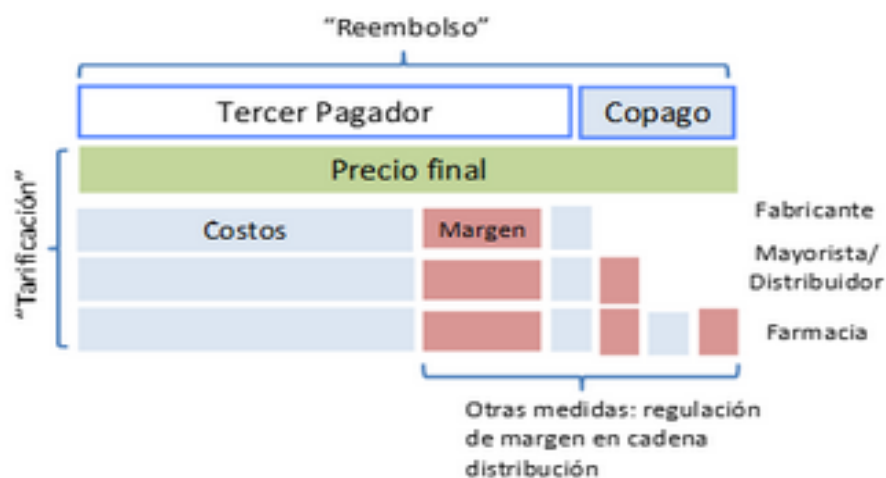 “Reembolso”
Tercer Pagador
Copago
“Tarificación”
Precio final
Costos
Margen
Fabricante
Mayorista/
Distribuidor
Farmacia
Otras medidas: regulación
de margen en cadena
distribución